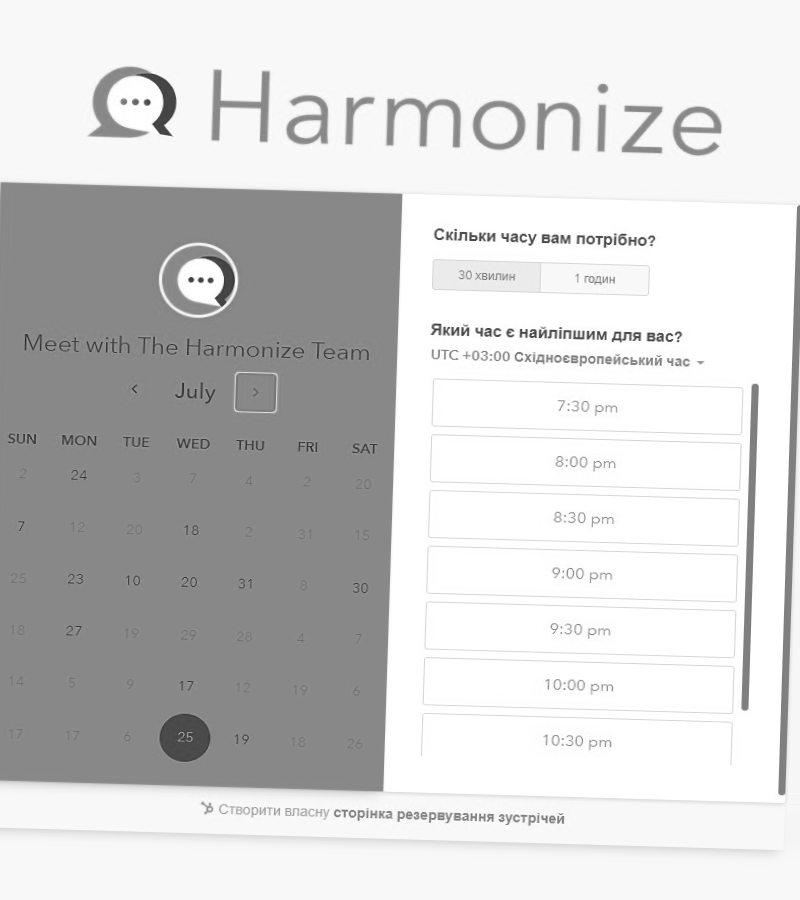 Harmonize
Meet with The Harmonize Team
July
SUN MON TUE WED THU FRI SAT
2 24 3 7 4 2 20
7 12 20 18 2 31 15
25 23 10 20 31 8 30
18 27 19 29 28 4 7
14 5 9 17 12 19 6
17 17 6 25 19 18 26
Скільки часу вам потрібно?
30 хвилин 1 годин
Який час є найліпшим для вас?
UTC +03:00 Східноєвропейський час
7:30 pm
8:00 pm
8:30 pm
9:00 pm
9:30 pm
10:00 pm
10:30 pm
Створити власну сторінка резервування зустрічей